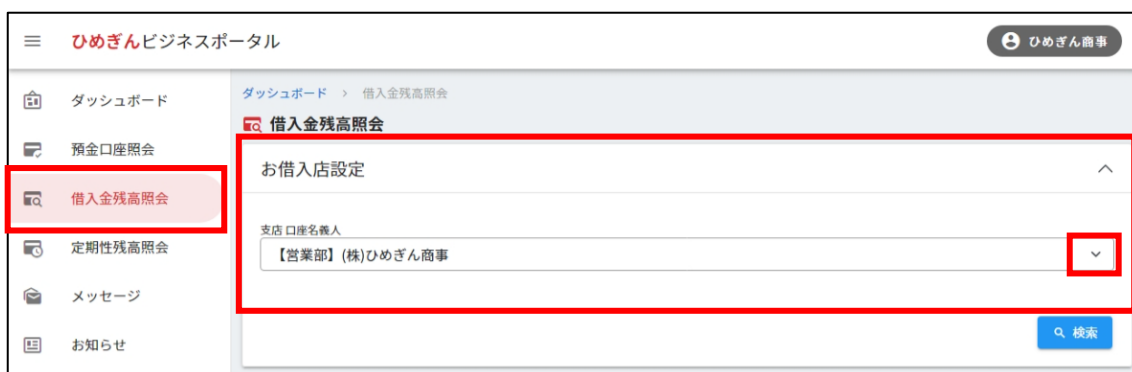 ひめぎんビジネスポータル
ひめぎん商事
ダッシュボード
預金口座照会
借入金残高照会
定期性残高照会
メッセージ
お知らせ
ダッシュボード > 借入金残高照会
借入金残高照会
お借入店設定
支店 口座名義人
【営業部】(株)ひめぎん商事
検索